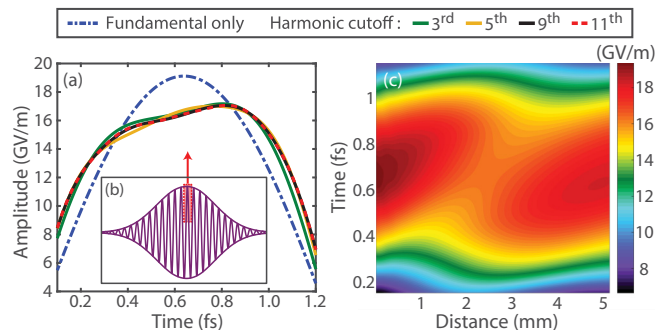 Fundamental only Harmonic cutoff : 3rd 5th 9th 11th
(GV/m)
(a)
(b)
Amplitude (GV/m)
20
18
16
14
12
10
8
6
4
0.2 0.4 0.6 0.8 1.0 1.2
Time (fs)
(c)
Time (fs)
1
0.8
0.6
0.4
0.2
1 2 3 4 5
Distance (mm)
18
16
14
12
10
8